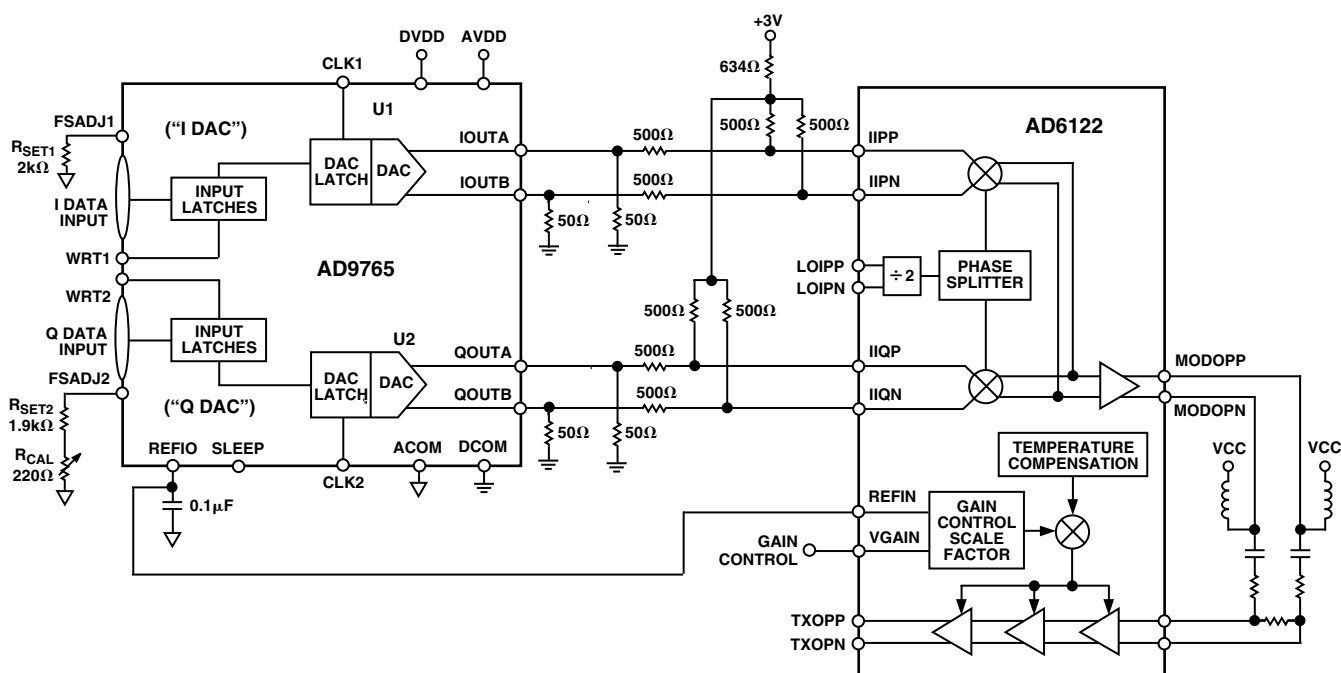 +3V
634Ω
DVDD AVDD
CLK1
U1
FSADJ1
("I DAC")
RSET1
2kΩ
500Ω 500Ω
AD6122
IOUTA
500Ω
IIPP
DAC
LATCH
DAC
INPUT
LATCHES
I DATA
INPUT
IOUTB
500Ω
IIPN
50Ω 50Ω
WRT1
AD9765
LOIPP
LOIPN
÷2
PHASE
SPLITTER
WRT2
500Ω 500Ω
Q DATA
INPUT
INPUT
LATCHES
U2
QOUTA
500Ω
IIQP
DAC
LATCH
DAC
MODOPP
FSADJ2
QOUTB
500Ω
IIQN
MODOPN
("Q DAC")
RSET2
1.9kΩ
50Ω 50Ω
REFIO SLEEP ACOM DCOM
CLK2
RCAL
220Ω
TEMPERATURE
COMPENSATION
VCC VCC
0.1μF
REFIN
GAIN
CONTROL
SCALE
FACTOR
VGAIN
GAIN
CONTROL
TXOPP
TXOPN